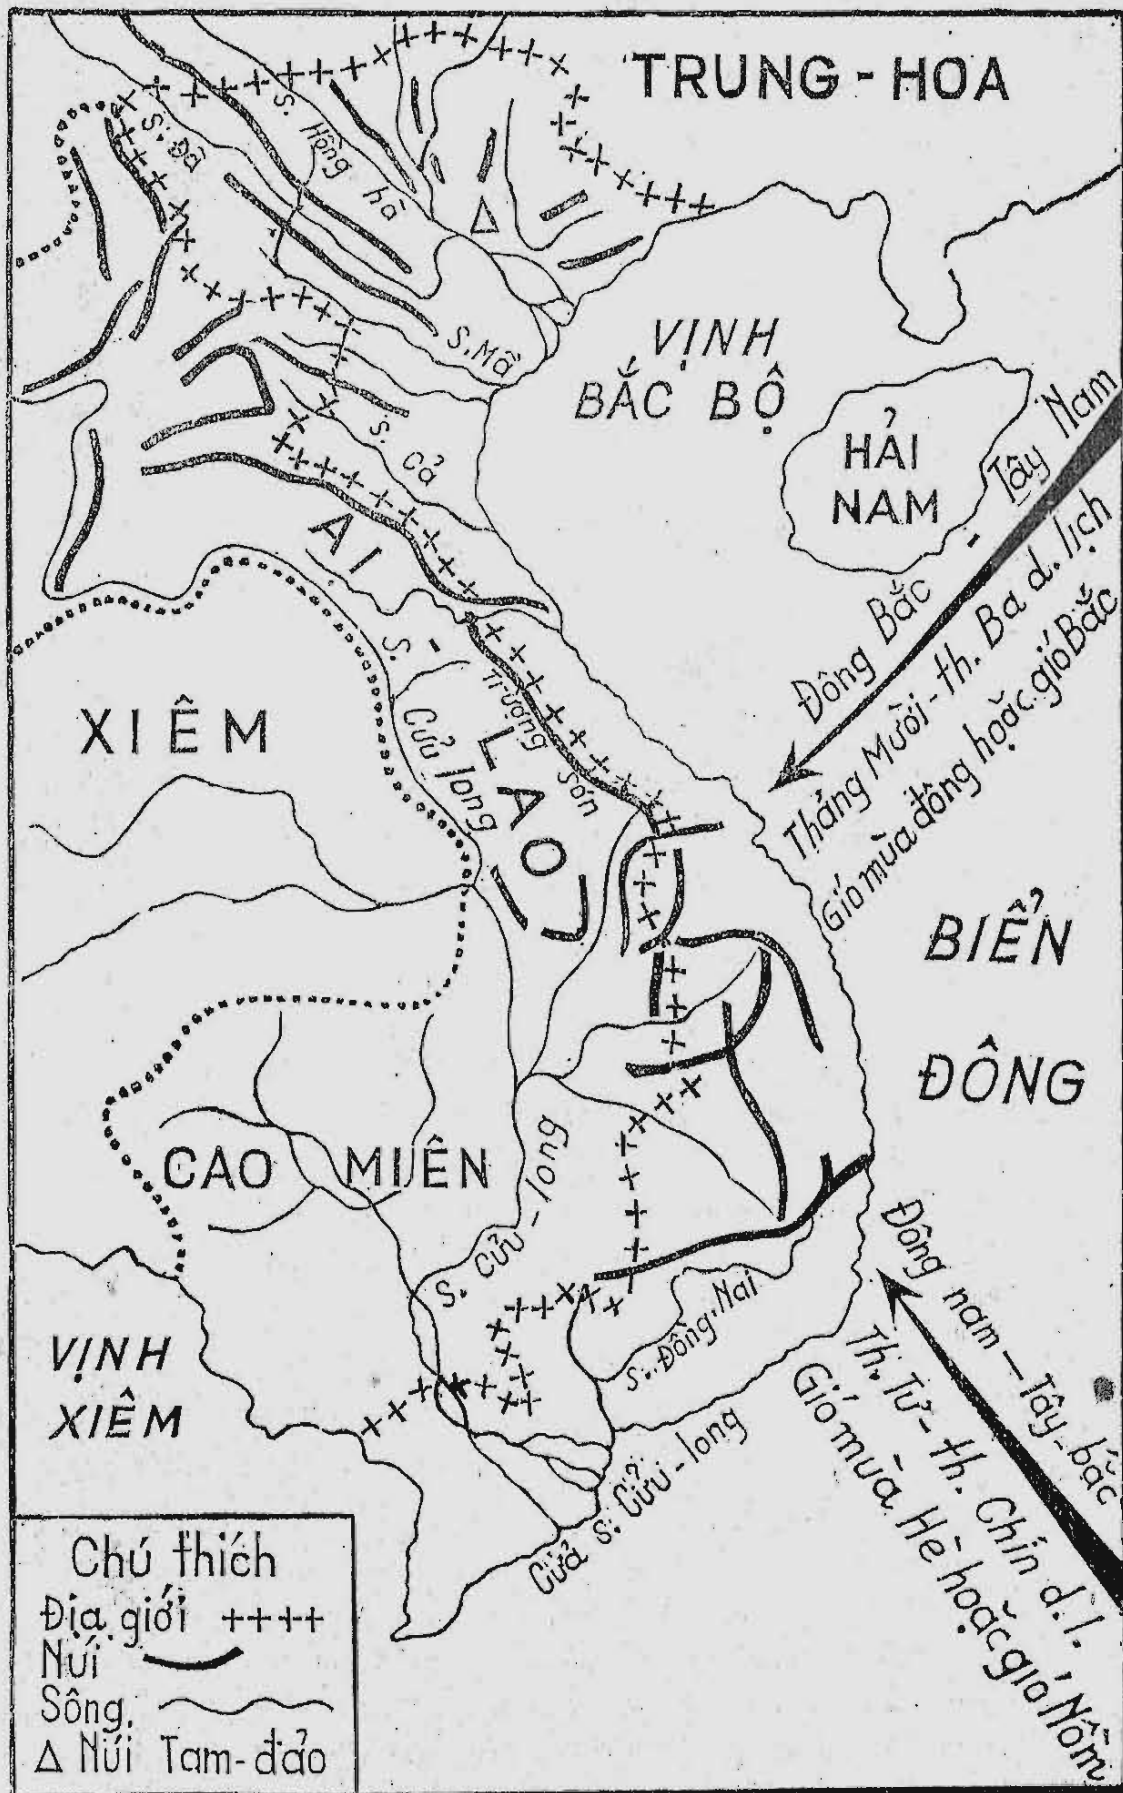 TRUNG - HOA
S. Đà
S. Hồng hà
Δ
S. Mã
VỊNH
BẮC BỘ
HẢI
NAM
S. Cả
AI - LAO
Đông Bắc - Tây Nam
Tháng Mười - th. Ba d. lịch
Gió mùa đông hoặc gió Bắc
S. Cửu long
Trường Sơn
XIÊM
BIỂN
ĐÔNG
CAO MIÊN
S. Cửu - long
S. Đồng Nai
VỊNH
XIÊM
Đông nam — Tây - bắc
Th. Tư - th. Chín d. l.
Gió mùa Hè hoặc gió Nồm
Cửa s. Cửu - long
Chú thích
Địa giới ++++
Núi
Sông
Δ Núi Tam - đảo